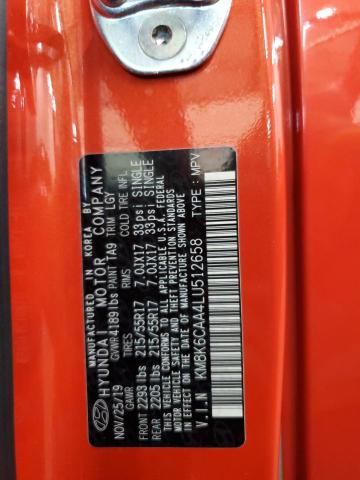 MANUFACTURED IN KOREA BY
HYUNDAI MOTOR COMPANY
NOV/25/19 GVWR 4189 lbs PAINT TA9 TRIM LGY
GAWR TIRES RMS COLD TIRE INFL.
FRONT 2293 lbs 215/55R17 7.0JX17 33psi SINGLE
REAR 2205 lbs 215/55R17 7.0JX17 33psi SINGLE
THIS VEHICLE CONFORMS TO ALL APPLICABLE U.S.A. FEDERAL
MOTOR VEHICLE SAFETY, BUMPER AND THEFT PREVENTION STANDARDS
IN EFFECT ON THE DATE OF MANUFACTURE SHOWN ABOVE.
V.I.N KM8K6CAA4LU512658 TYPE : MPV